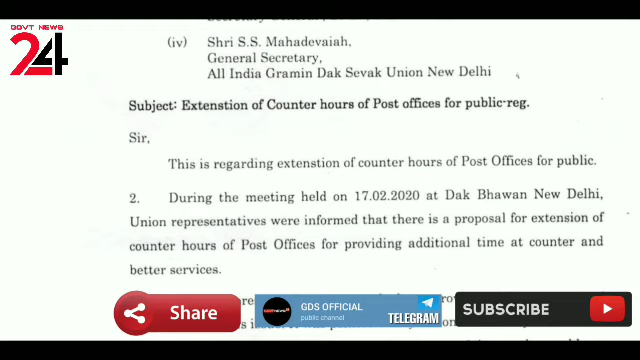 GOVT NEWS
24
(iv) Shri S.S. Mahadevaiah,
General Secretary,
All India Gramin Dak Sevak Union New Delhi
Subject: Extenstion of Counter hours of Post offices for public-reg.
Sir,
This is regarding extenstion of counter hours of Post Offices for public.
2. During the meeting held on 17.02.2020 at Dak Bhawan New Delhi,
Union representatives were informed that there is a proposal for extension of
counter hours of Post Offices for providing additional time at counter and
better services.
Share
GDS OFFICIAL
public channel
TELEGRAM
SUBSCRIBE